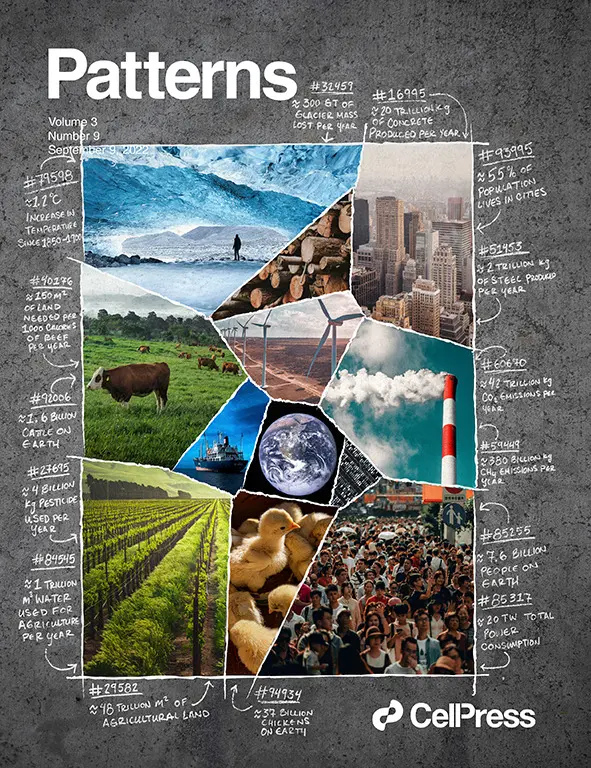 Patterns
Volume 3
Number 9
September 9, 2022
#32459
≈ 300 GT OF
GLACIER MASS
LOST PER YEAR
#16995
≈ 20 TRILLION Kg
OF CONCRETE
PRODUCED PER YEAR
#79598
≈1.2°C
INCREASE IN
TEMPERATURE
SINCE 1850-1900
#93995
≈ 55% OF
POPULATION
LIVES IN CITIES
#40176
≈ 150 m² OF
OF LAND
NEEDED PER
1000 CALORIES
OF BEEF
PER YEAR
#51453
≈ 2 TRILLION Kg
OF STEEL PRODUCED
PER YEAR
#92006
≈ 1.6 BILLION
CATTLE ON
EARTH
#60670
≈ 42 TRILLION Kg
CO₂ EMISSIONS PER
YEAR
#27695
≈ 4 BILLION
Kg PESTICIDE
USED PER
YEAR
#59449
≈ 380 BILLION Kg
CH₄ EMISSIONS PER
YEAR
#84545
≈ 1 TRILLION
m³ WATER
USED FOR
AGRICULTURE
PER YEAR
#85255
≈ 7.6 BILLION
PEOPLE ON
EARTH
#85317
≈ 20 TW TOTAL
POWER
CONSUMPTION
#29582
≈ 48 TRILLION m² OF
AGRICULTURAL LAND
#94934
≈ 37 BILLION
CHICKENS
ON EARTH
CellPress